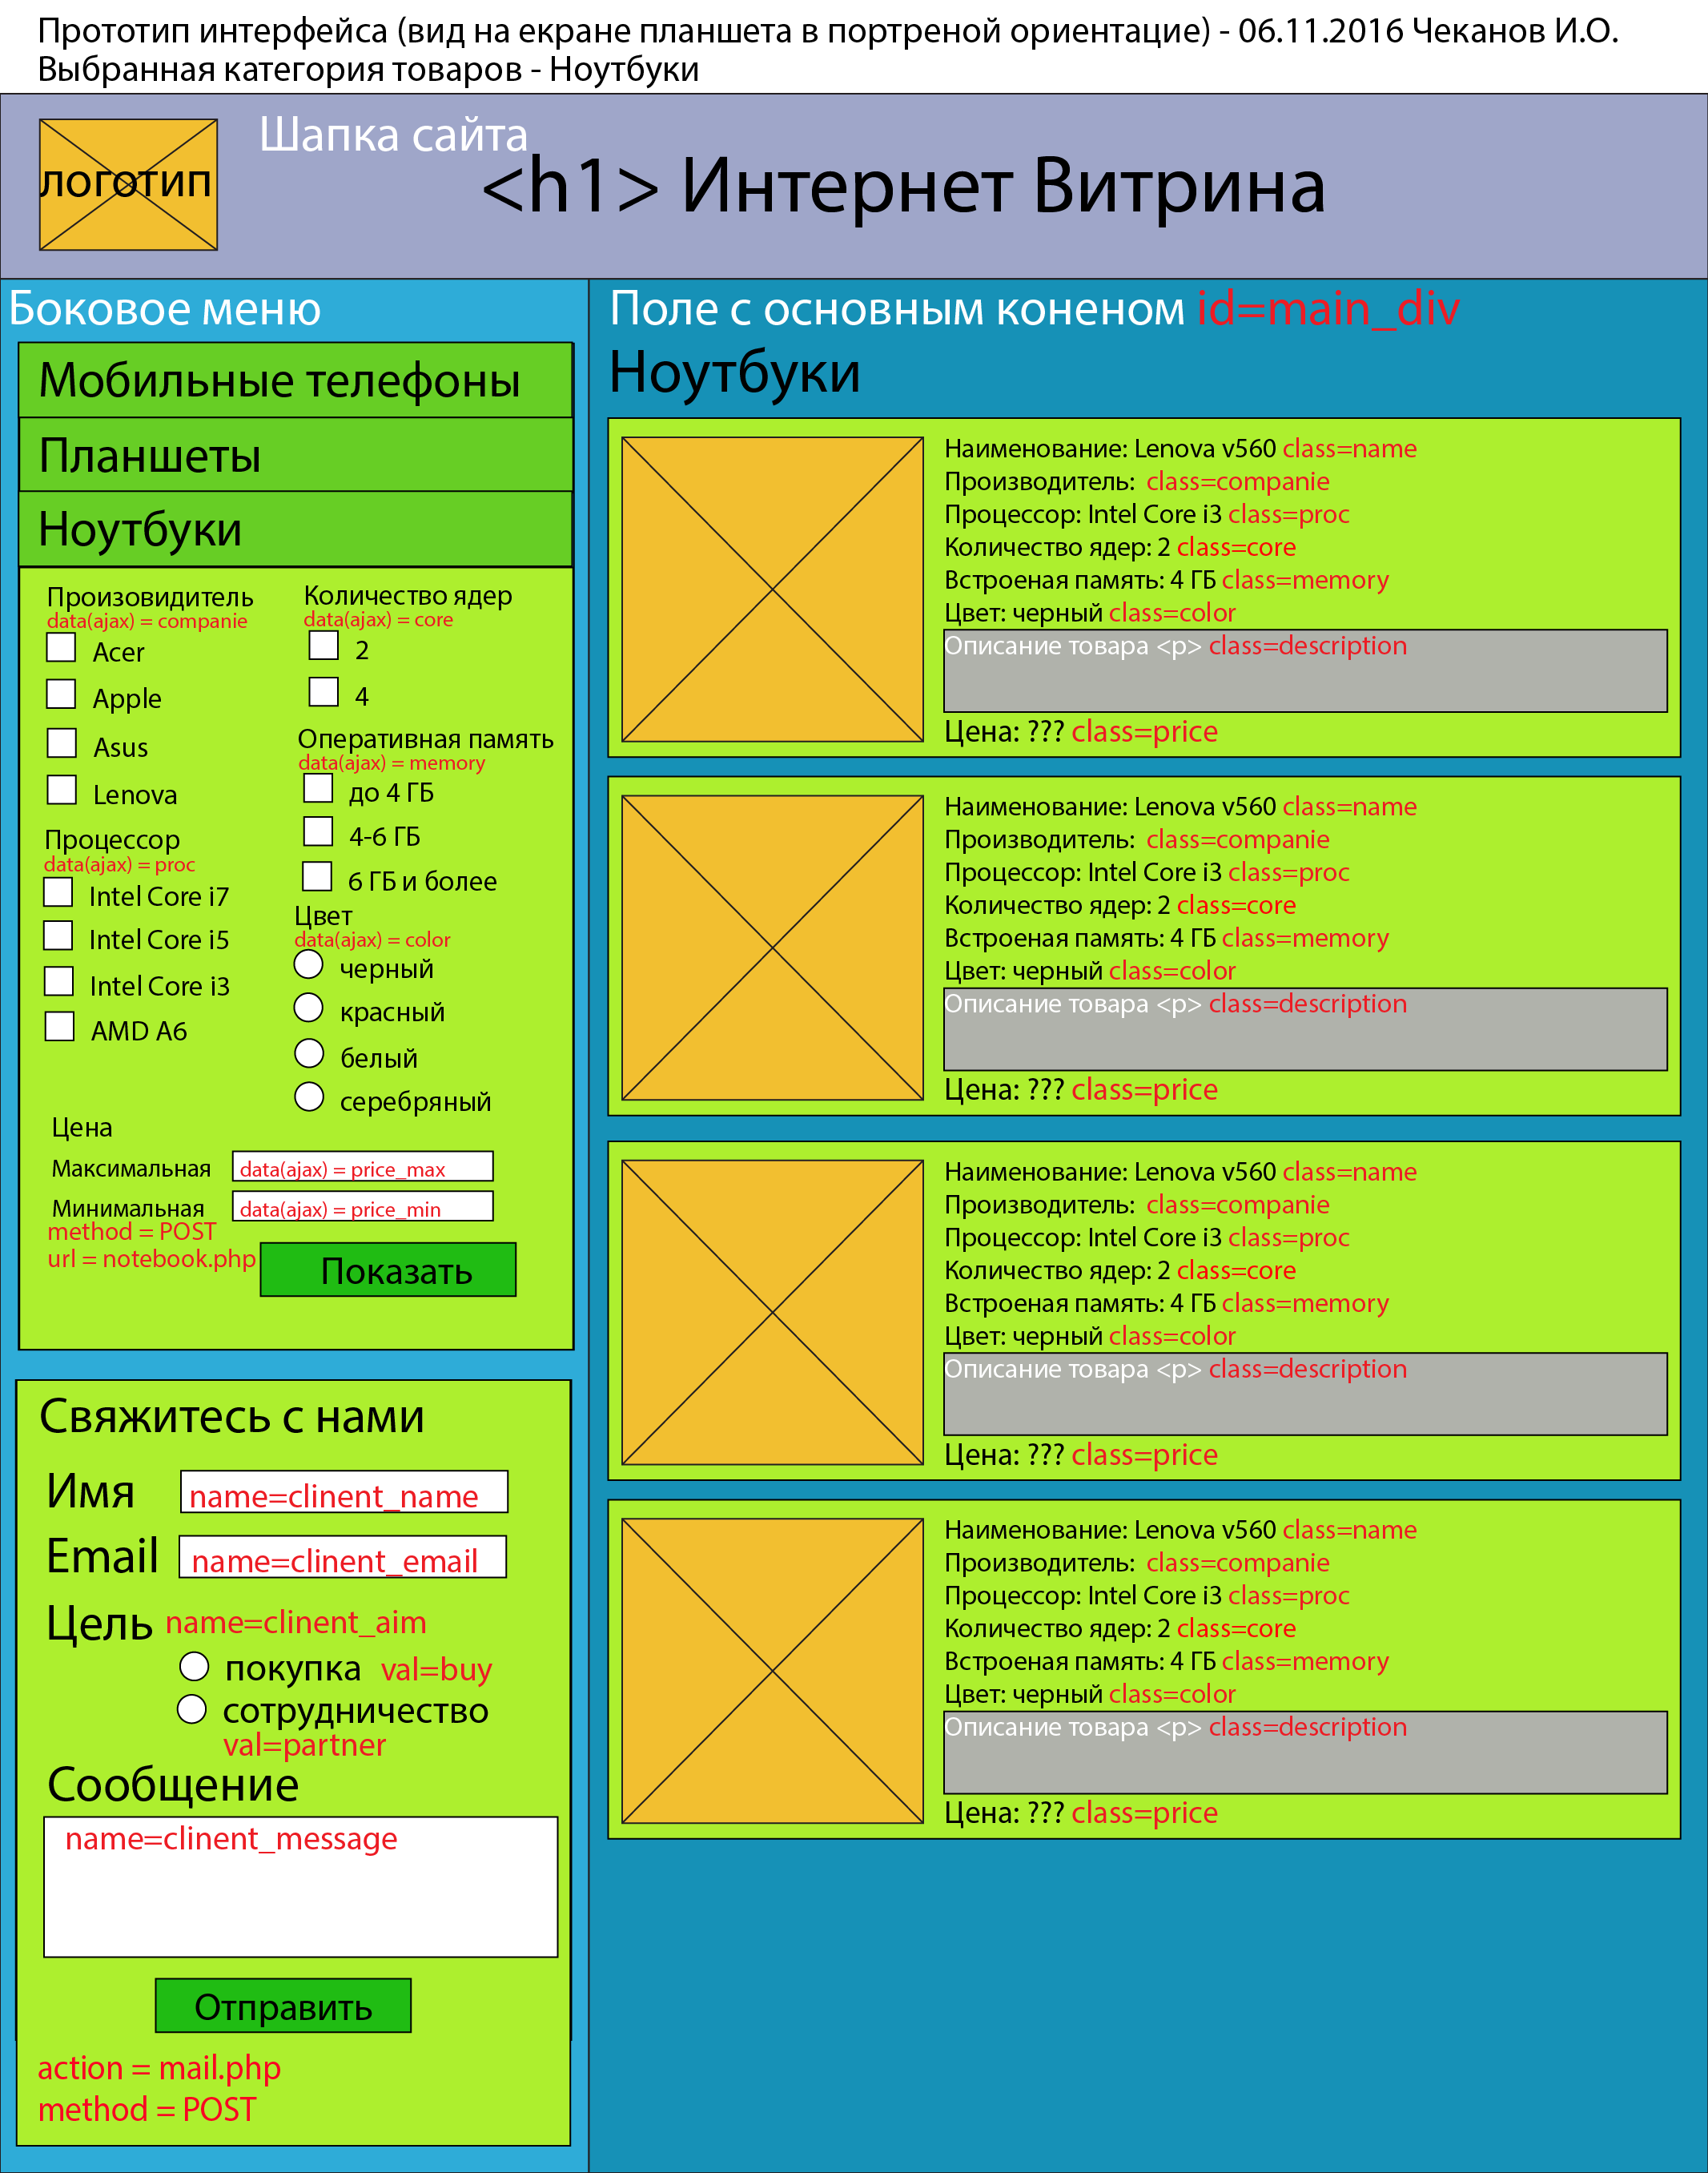 Прототип интерфейса (вид на екране планшета в портреной ориентацие) - 06.11.2016 Чеканов И.О.
Выбранная категория товаров - Ноутбуки
Шапка сайта
логотип
<h1> Интернет Витрина
Боковое меню
Мобильные телефоны
Планшеты
Ноутбуки
Произовидитель
data(ajax) = companie
Acer
Apple
Asus
Lenova
Процессор
data(ajax) = proc
Intel Core i7
Intel Core i5
Intel Core i3
AMD A6
Количество ядер
data(ajax) = core
2
4
Оперативная память
data(ajax) = memory
до 4 ГБ
4-6 ГБ
6 ГБ и более
Цвет
data(ajax) = color
черный
красный
белый
серебряный
Цена
Максимальная data(ajax) = price_max
Минимальная data(ajax) = price_min
method = POST
url = notebook.php
Показать
Свяжитесь с нами
Имя name=clinent_name
Email name=clinent_email
Цель name=clinent_aim
покупка val=buy
сотрудничество
val=partner
Сообщение
name=clinent_message
Отправить
action = mail.php
method = POST
Поле с основным коненом id=main_div
Ноутбуки
Наименование: Lenova v560 class=name
Производитель: class=companie
Процессор: Intel Core i3 class=proc
Количество ядер: 2 class=core
Встроеная память: 4 ГБ class=memory
Цвет: черный class=color
Описание товара <p> class=description
Цена: ??? class=price
Наименование: Lenova v560 class=name
Производитель: class=companie
Процессор: Intel Core i3 class=proc
Количество ядер: 2 class=core
Встроеная память: 4 ГБ class=memory
Цвет: черный class=color
Описание товара <p> class=description
Цена: ??? class=price
Наименование: Lenova v560 class=name
Производитель: class=companie
Процессор: Intel Core i3 class=proc
Количество ядер: 2 class=core
Встроеная память: 4 ГБ class=memory
Цвет: черный class=color
Описание товара <p> class=description
Цена: ??? class=price
Наименование: Lenova v560 class=name
Производитель: class=companie
Процессор: Intel Core i3 class=proc
Количество ядер: 2 class=core
Встроеная память: 4 ГБ class=memory
Цвет: черный class=color
Описание товара <p> class=description
Цена: ??? class=price